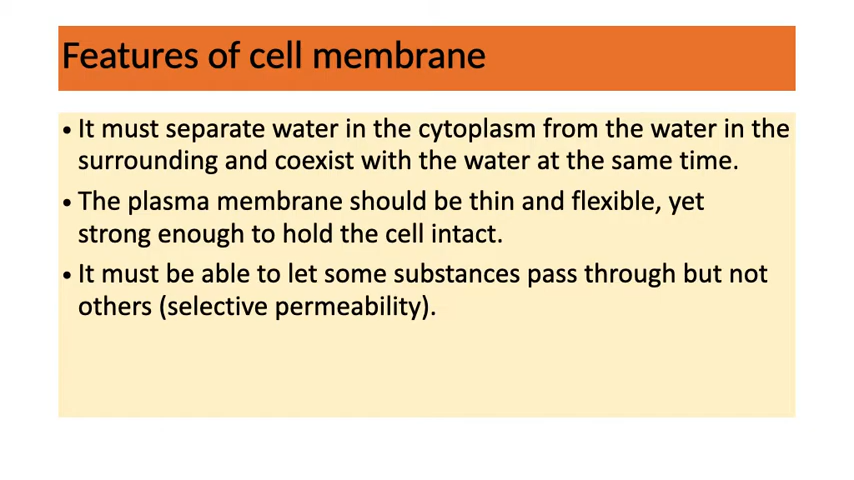 Features of cell membrane
• It must separate water in the cytoplasm from the water in the
surrounding and coexist with the water at the same time.
• The plasma membrane should be thin and flexible, yet
strong enough to hold the cell intact.
• It must be able to let some substances pass through but not
others (selective permeability).